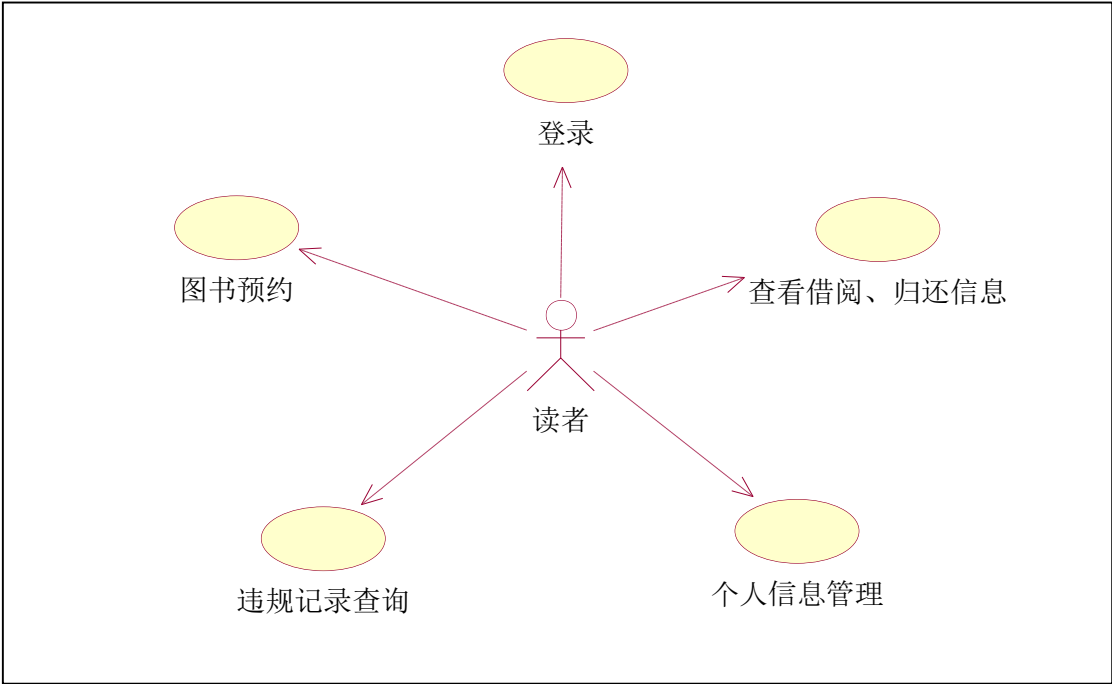 登录
图书预约
查看借阅、归还信息
读者
违规记录查询
个人信息管理